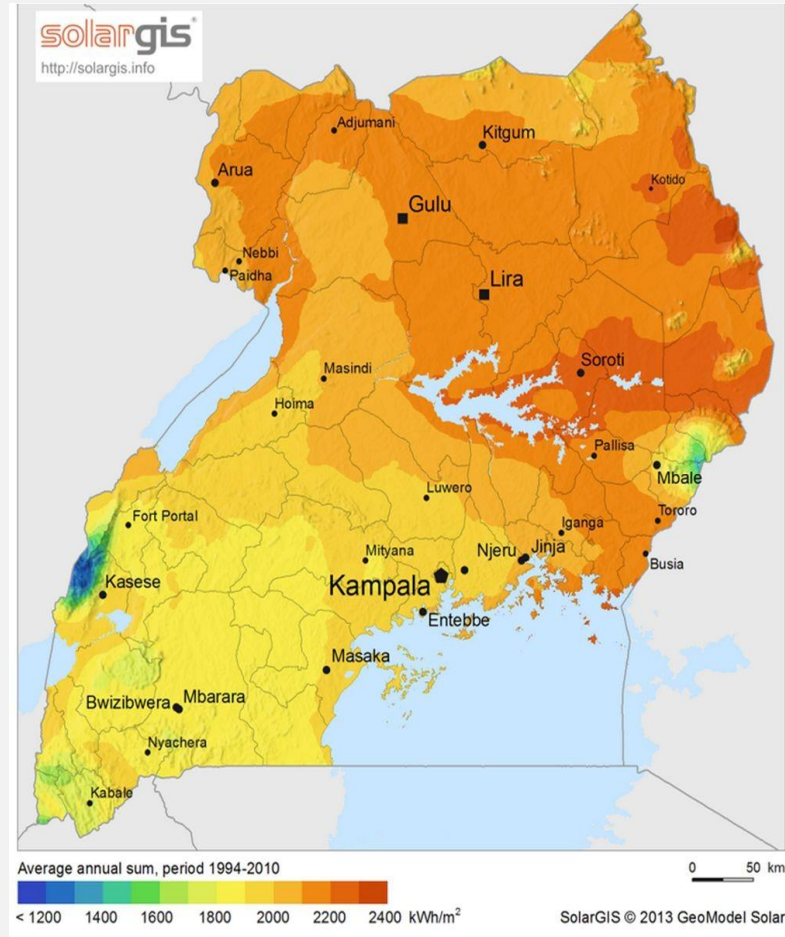 solargis®
http://solargis.info
Adjumani
Kitgum
Arua
Kotido
Gulu
Nebbi
Paidha
Lira
Soroti
Masindi
Hoima
Pallisa
Mbale
Luwero
Fort Portal
Tororo
Iganga
Mityana
Njeru
Jinja
Busia
Kampala
Kasese
Entebbe
Masaka
Bwizibwera
Mbarara
Nyachera
Kabale
Average annual sum, period 1994-2010
0 50 km
< 1200 1400 1600 1800 2000 2200 2400 kWh/m²
SolarGIS © 2013 GeoModel Solar